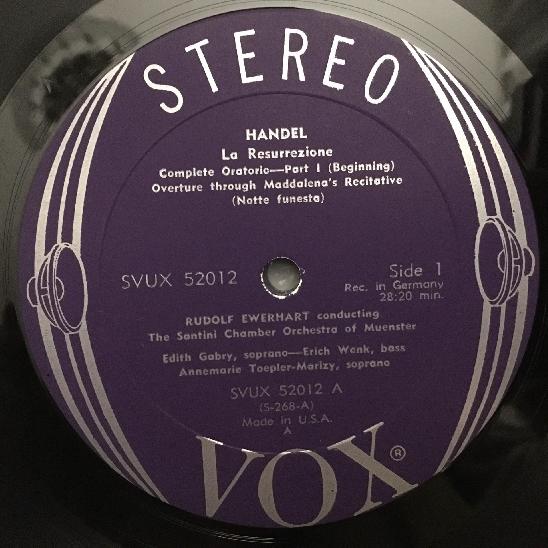 STEREO
HANDEL
La Resurrezione
Complete Oratorio—Part I (Beginning)
Overture through Maddalena's Recitative
(Notte funesta)
SVUX 52012
Side 1
Rec. in Germany
28:20 min.
RUDOLF EWERHART conducting
The Santini Chamber Orchestra of Muenster
Edith Gabry, soprano—Erich Wenk, bass
Annemarie Toepler-Marizy, soprano
SVUX 52012 A
(S-268-A)
Made in U.S.A.
A
VOX®